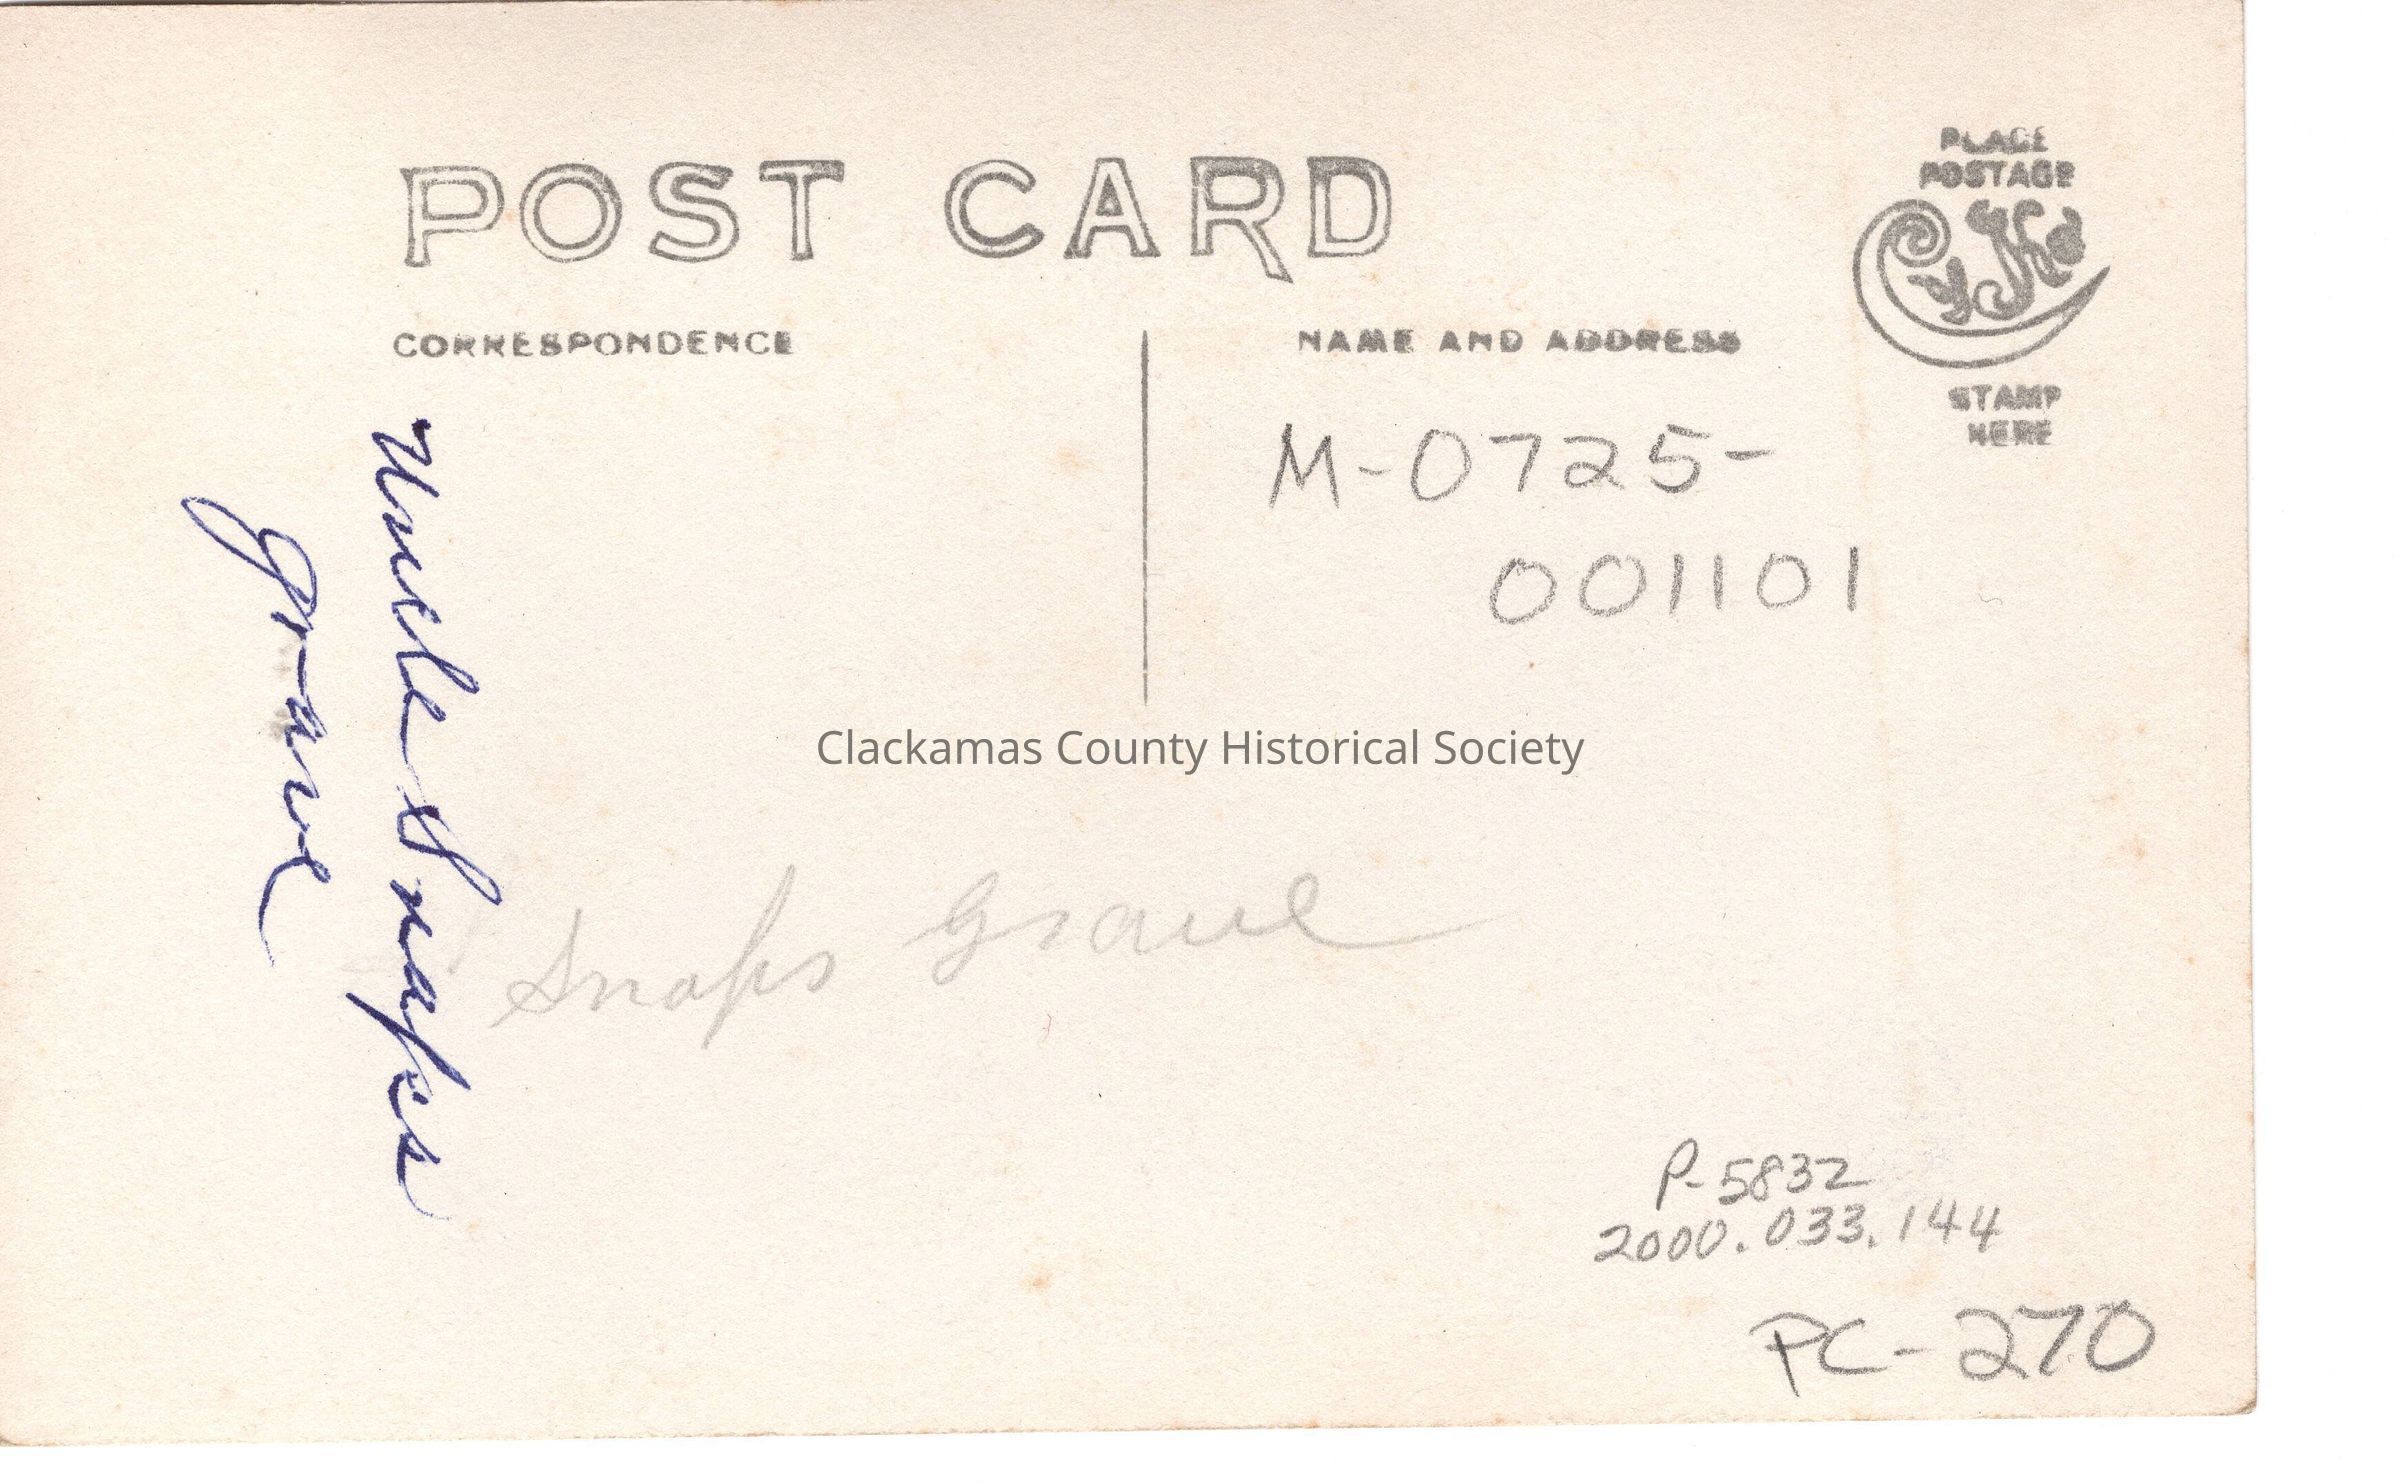 POST CARD
PLACE
POSTAGE
STAMP
HERE
CORRESPONDENCE
NAME AND ADDRESS
M-0725-
001101
Uncle Snaps
grave
Clackamas County Historical Society
Snaps Grave
P-5832
2000.033.144
PC-270